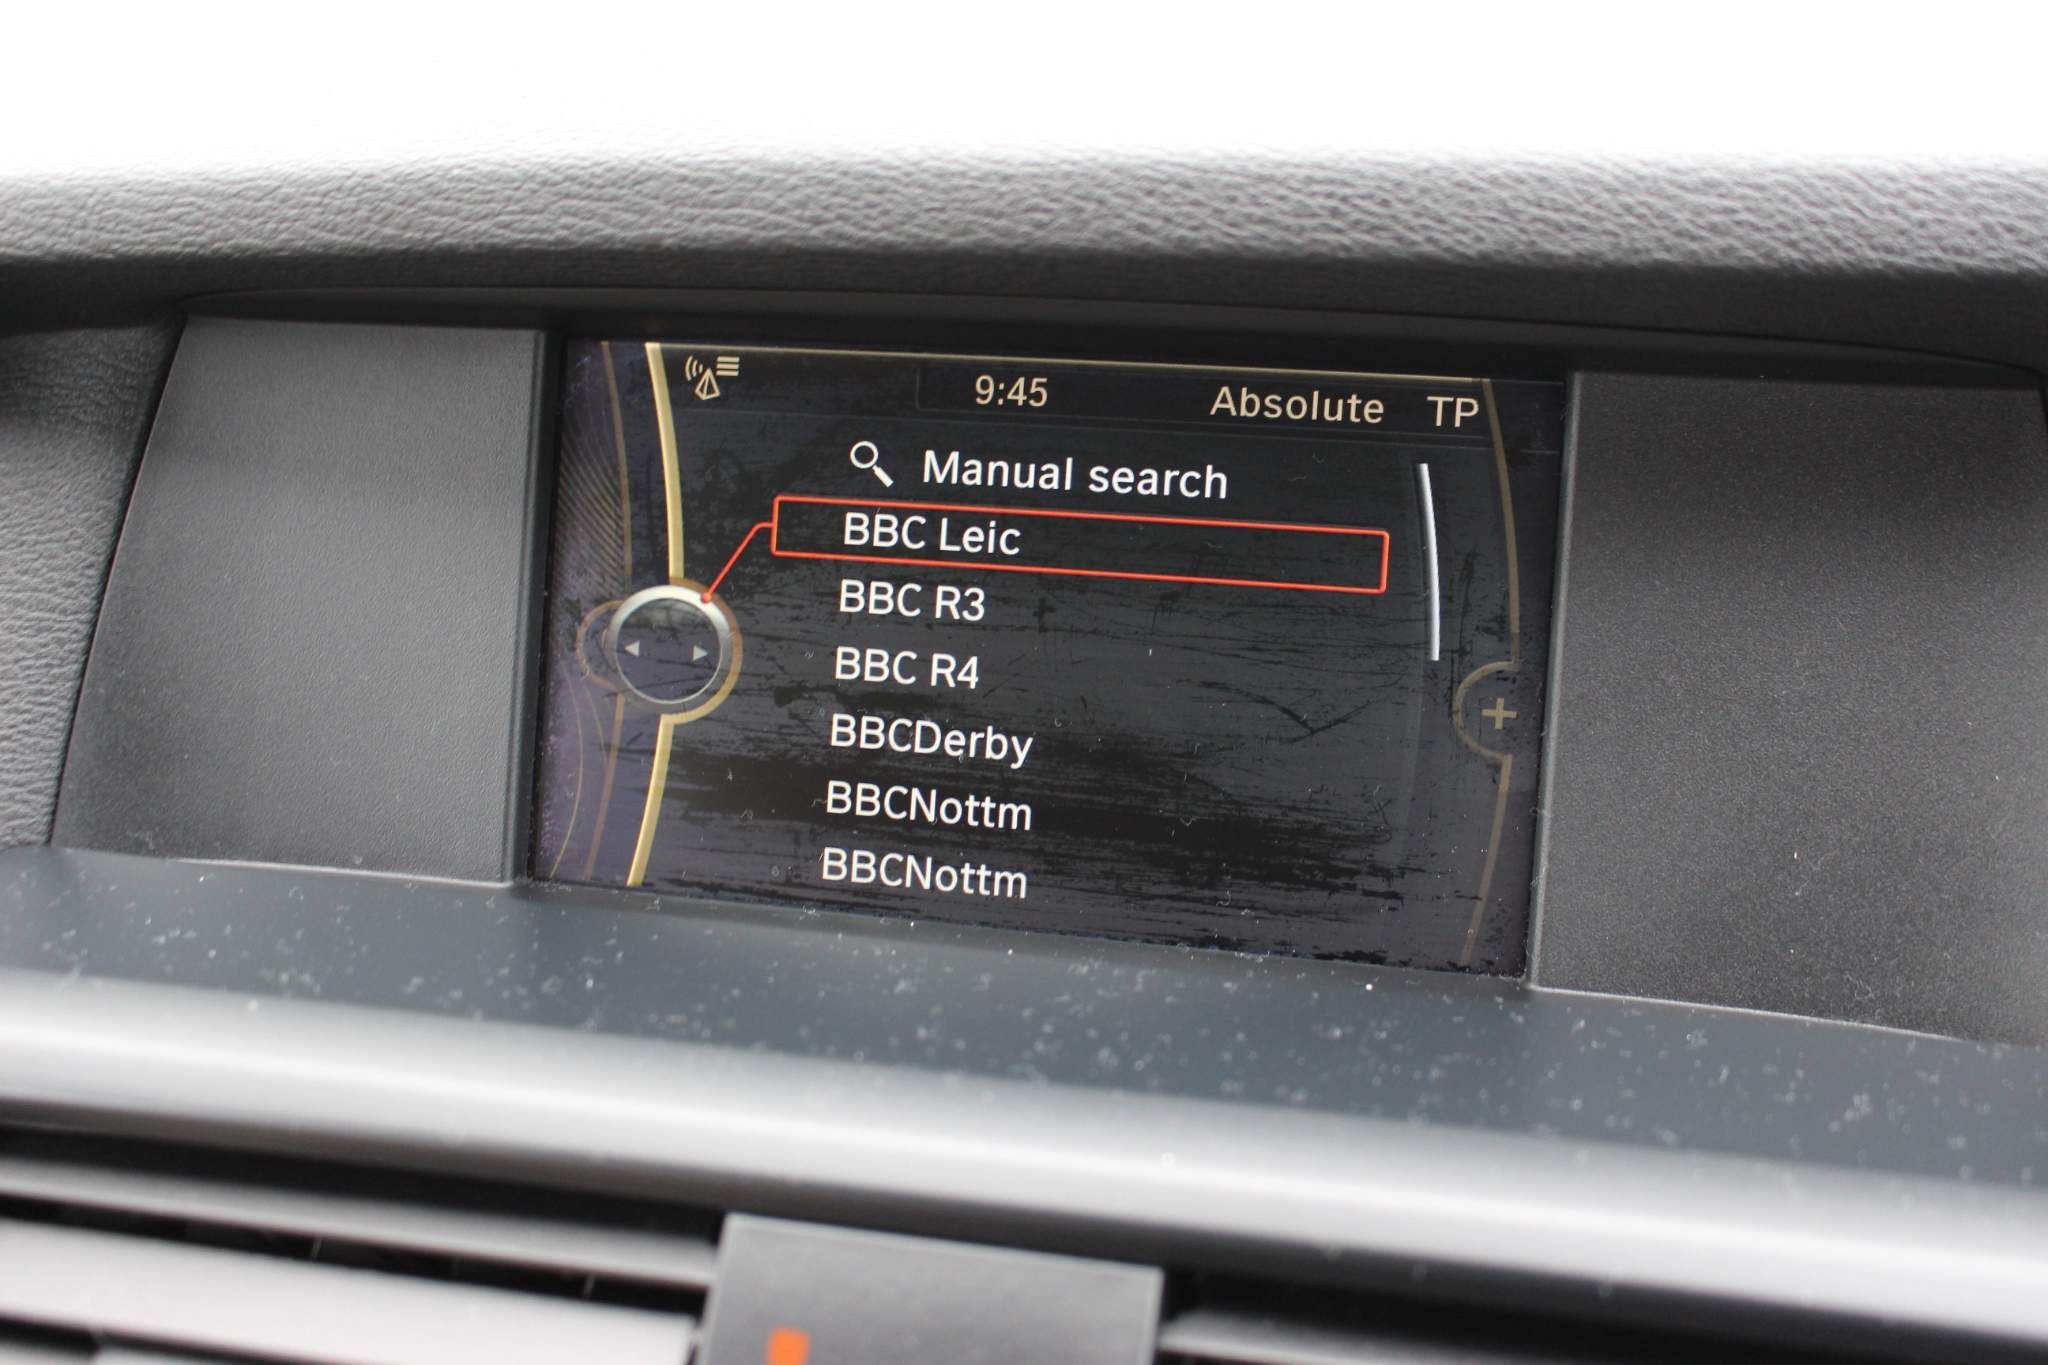 9:45 Absolute TP
Manual search
BBC Leic
BBC R3
BBC R4
BBCDerby
BBCNottm
BBCNottm